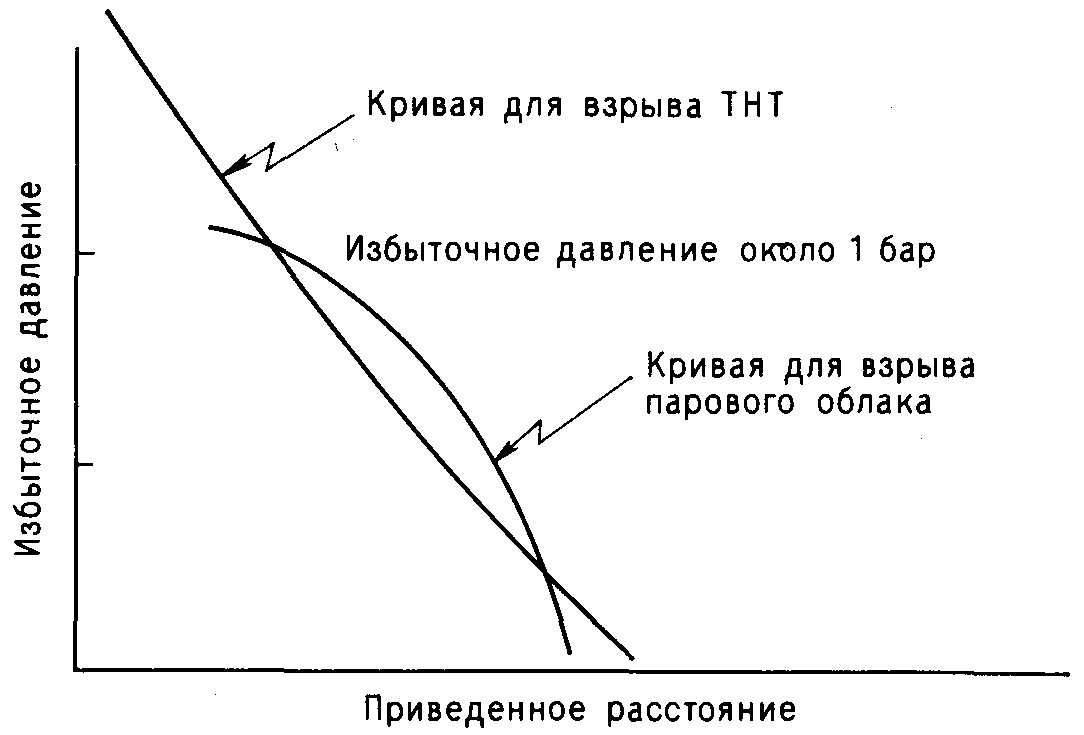 Кривая для взрыва ТНТ
Избыточное давление около 1 бар
Кривая для взрыва
парового облака
Избыточное давление
Приведенное расстояние